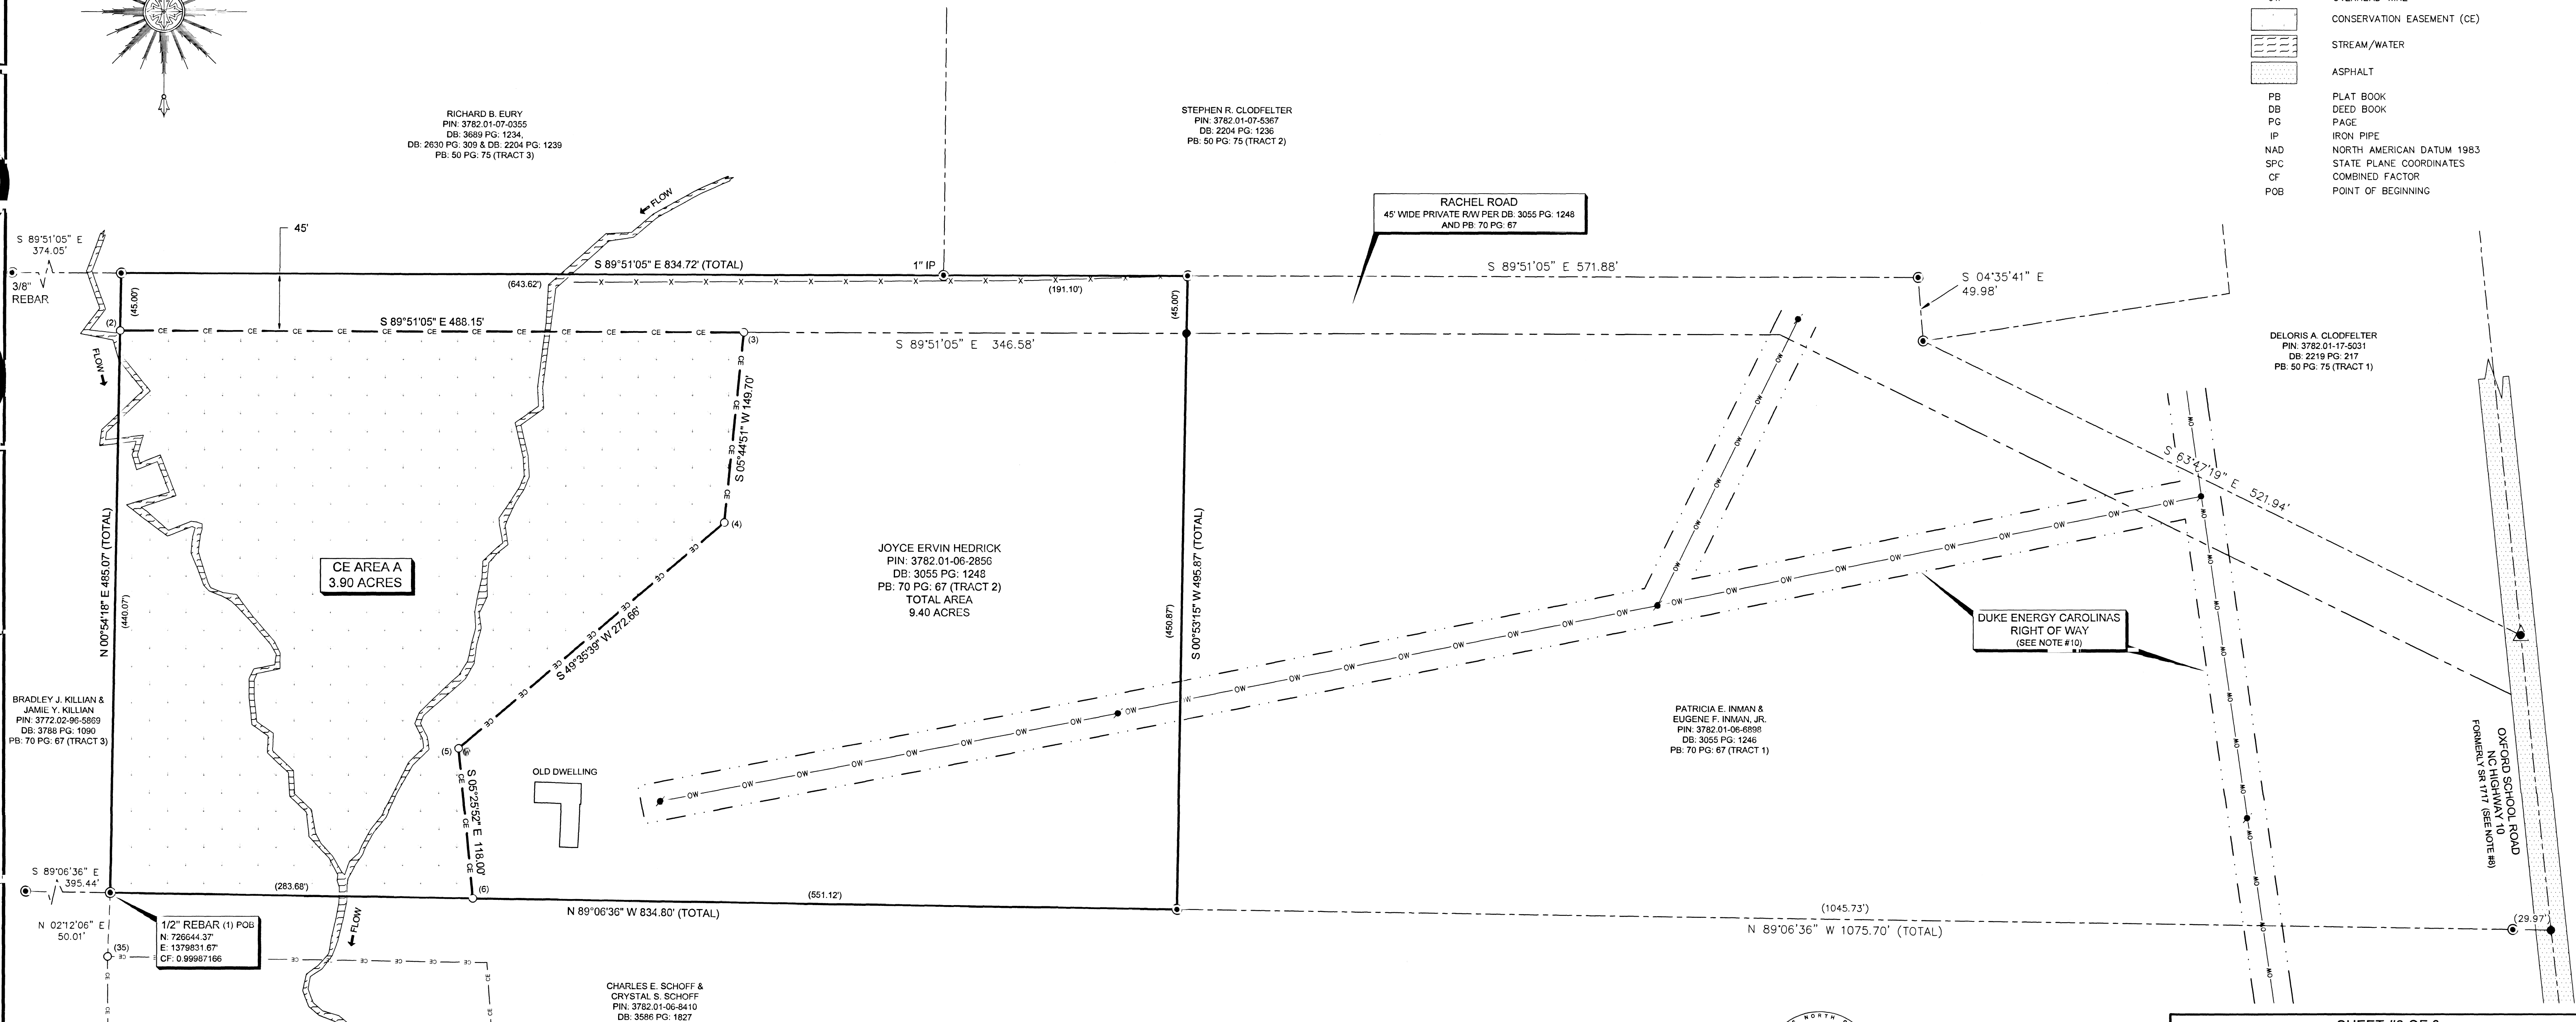 CONSERVATION EASEMENT (CE)
STREAM/WATER
ASPHALT
PB PLAT BOOK
DB DEED BOOK
PG PAGE
IP IRON PIPE
NAD NORTH AMERICAN DATUM 1983
SPC STATE PLANE COORDINATES
CF COMBINED FACTOR
POB POINT OF BEGINNING
RICHARD B. EURY
PIN: 3782.01-07-0355
DB: 3689 PG: 1234,
DB: 2630 PG: 309 & DB: 2204 PG: 1239
PB: 50 PG: 75 (TRACT 3)
STEPHEN R. CLODFELTER
PIN: 3782.01-07-5367
DB: 2204 PG: 1236
PB: 50 PG: 75 (TRACT 2)
RACHEL ROAD
45' WIDE PRIVATE R/W PER DB: 3055 PG: 1248
AND PB: 70 PG: 67
FLOW
S 89°51'05" E
374.05'
3/8"
REBAR
45'
S 89°51'05" E 834.72' (TOTAL)
1" IP
(643.62')
(191.10')
S 89°51'05" E 571.88'
S 04°35'41" E
49.98'
(45.00')
(45.00')
(2)
S 89°51'05" E 488.15'
(3)
S 89°51'05" E 346.58'
DELORIS A. CLODFELTER
PIN: 3782.01-17-5031
DB: 2219 PG: 217
PB: 50 PG: 75 (TRACT 1)
FLOW
S 05°44'51" W 149.70'
(4)
S 63°47'19" E 521.94'
N 00°54'18" E 485.07' (TOTAL)
(440.07')
CE AREA A
3.90 ACRES
S 49°35'39" W 272.66'
JOYCE ERVIN HEDRICK
PIN: 3782.01-06-2856
DB: 3055 PG: 1248
PB: 70 PG: 67 (TRACT 2)
TOTAL AREA
9.40 ACRES
(450.87')
S 00°53'15" W 495.87' (TOTAL)
DUKE ENERGY CAROLINAS
RIGHT OF WAY
(SEE NOTE #10)
BRADLEY J. KILLIAN &
JAMIE Y. KILLIAN
PIN: 3772.02-96-5869
DB: 3788 PG: 1090
PB: 70 PG: 67 (TRACT 3)
PATRICIA E. INMAN &
EUGENE F. INMAN, JR.
PIN: 3782.01-06-6898
DB: 3055 PG: 1246
PB: 70 PG: 67 (TRACT 1)
OXFORD SCHOOL ROAD
NC HIGHWAY 10
FORMERLY SR 1717 (SEE NOTE #8)
(5)
OLD DWELLING
S 05°25'52" E 118.00'
(6)
S 89°06'36" E
395.44'
(283.68')
(551.12')
N 89°06'36" W 834.80' (TOTAL)
(1045.73')
N 89°06'36" W 1075.70' (TOTAL)
(29.97')
N 02°12'06" E
50.01'
(35)
1/2" REBAR (1) POB
N: 726644.37'
E: 1379831.67'
CF: 0.99987166
FLOW
CHARLES E. SCHOFF &
CRYSTAL S. SCHOFF
PIN: 3782.01-06-8410
DB: 3586 PG: 1827
NORTH